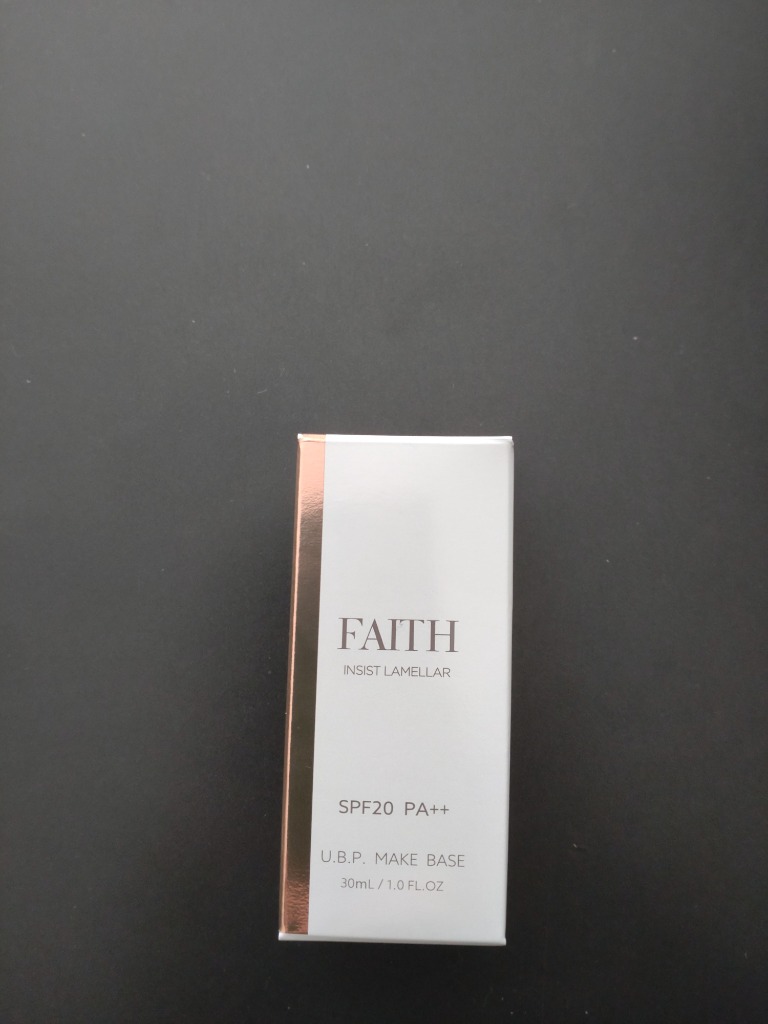 FAITH
INSIST LAMELLAR
SPF20 PA++
U.B.P. MAKE BASE
30mL / 1.0 FL.OZ